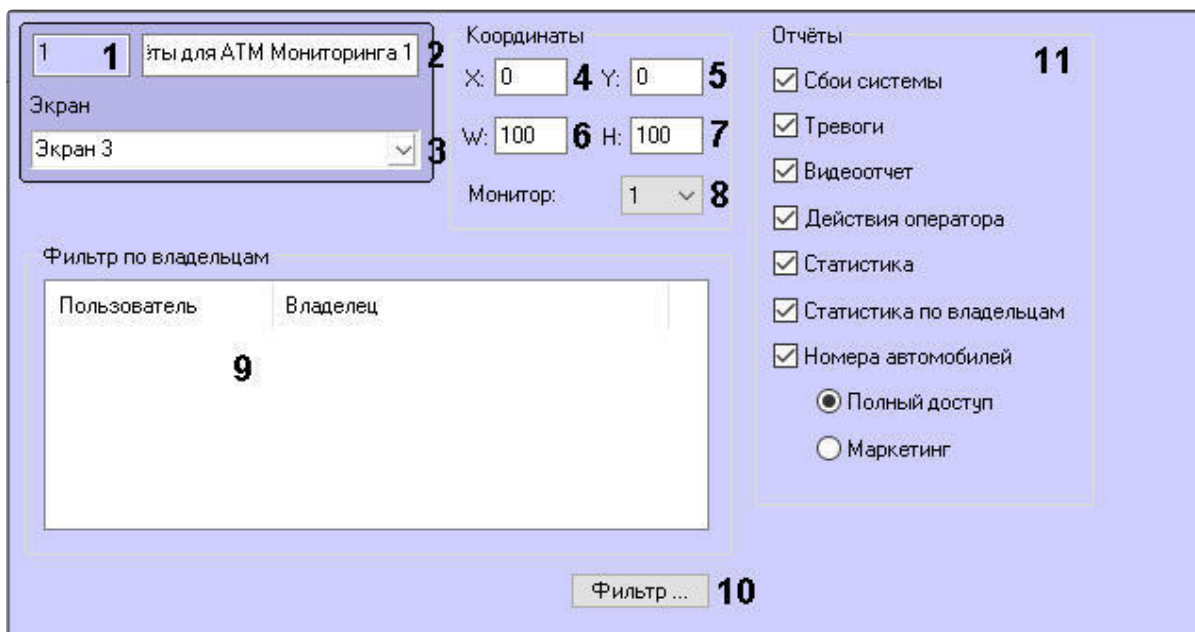 1 1 ты для АТМ Мониторинга 1 2
Экран
Экран 3 3
Координаты
X: 0 4 Y: 0 5
W: 100 6 H: 100 7
Монитор: 1 8
Фильтр по владельцам
Пользователь Владелец
9
Фильтр ... 10
Отчёты 11
Сбои системы
Тревоги
Видеоотчет
Действия оператора
Статистика
Статистика по владельцам
Номера автомобилей
Полный доступ
Маркетинг